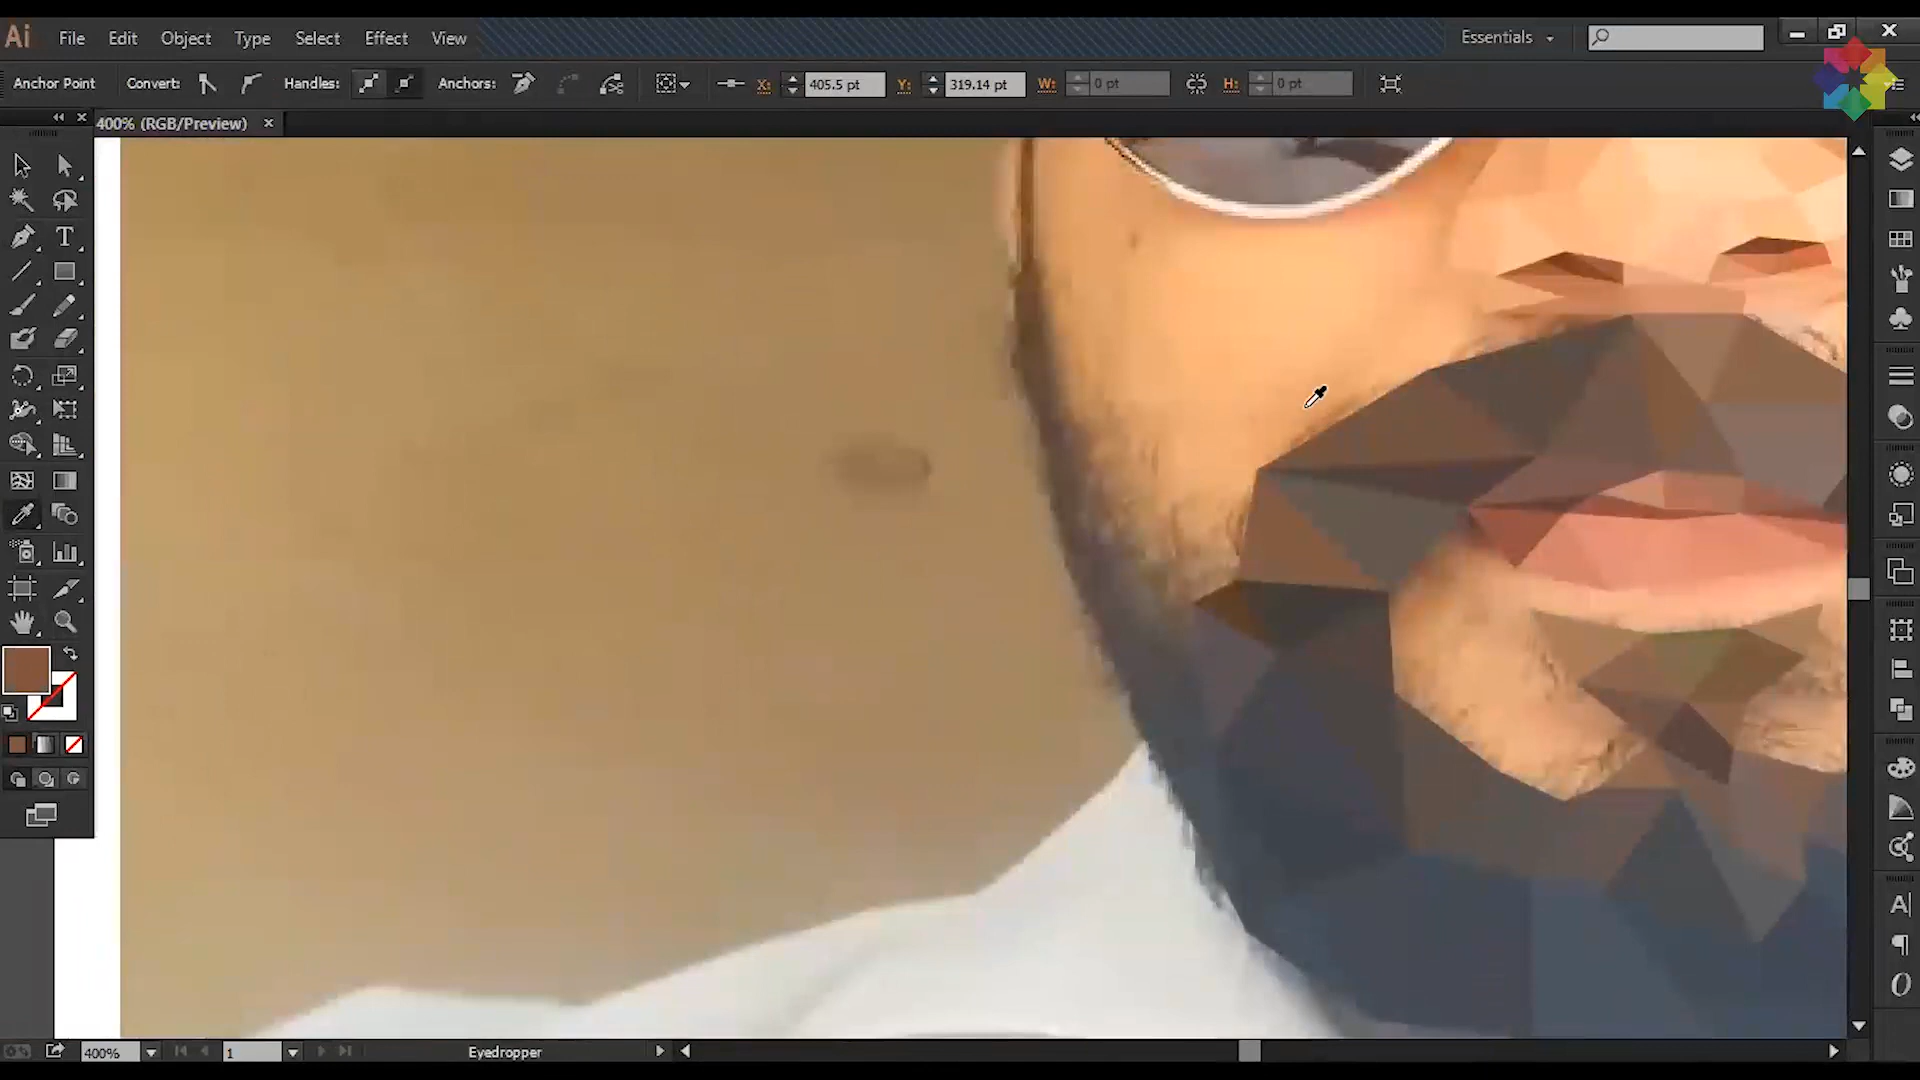 Ai File Edit Object Type Select Effect View Essentials
Anchor Point Convert: Handles: Anchors: X: 405.5 pt Y: 319.14 pt W: 0 pt H: 0 pt
400% (RGB/Preview) ×
T
A|
¶
O
400% 1 Eyedropper